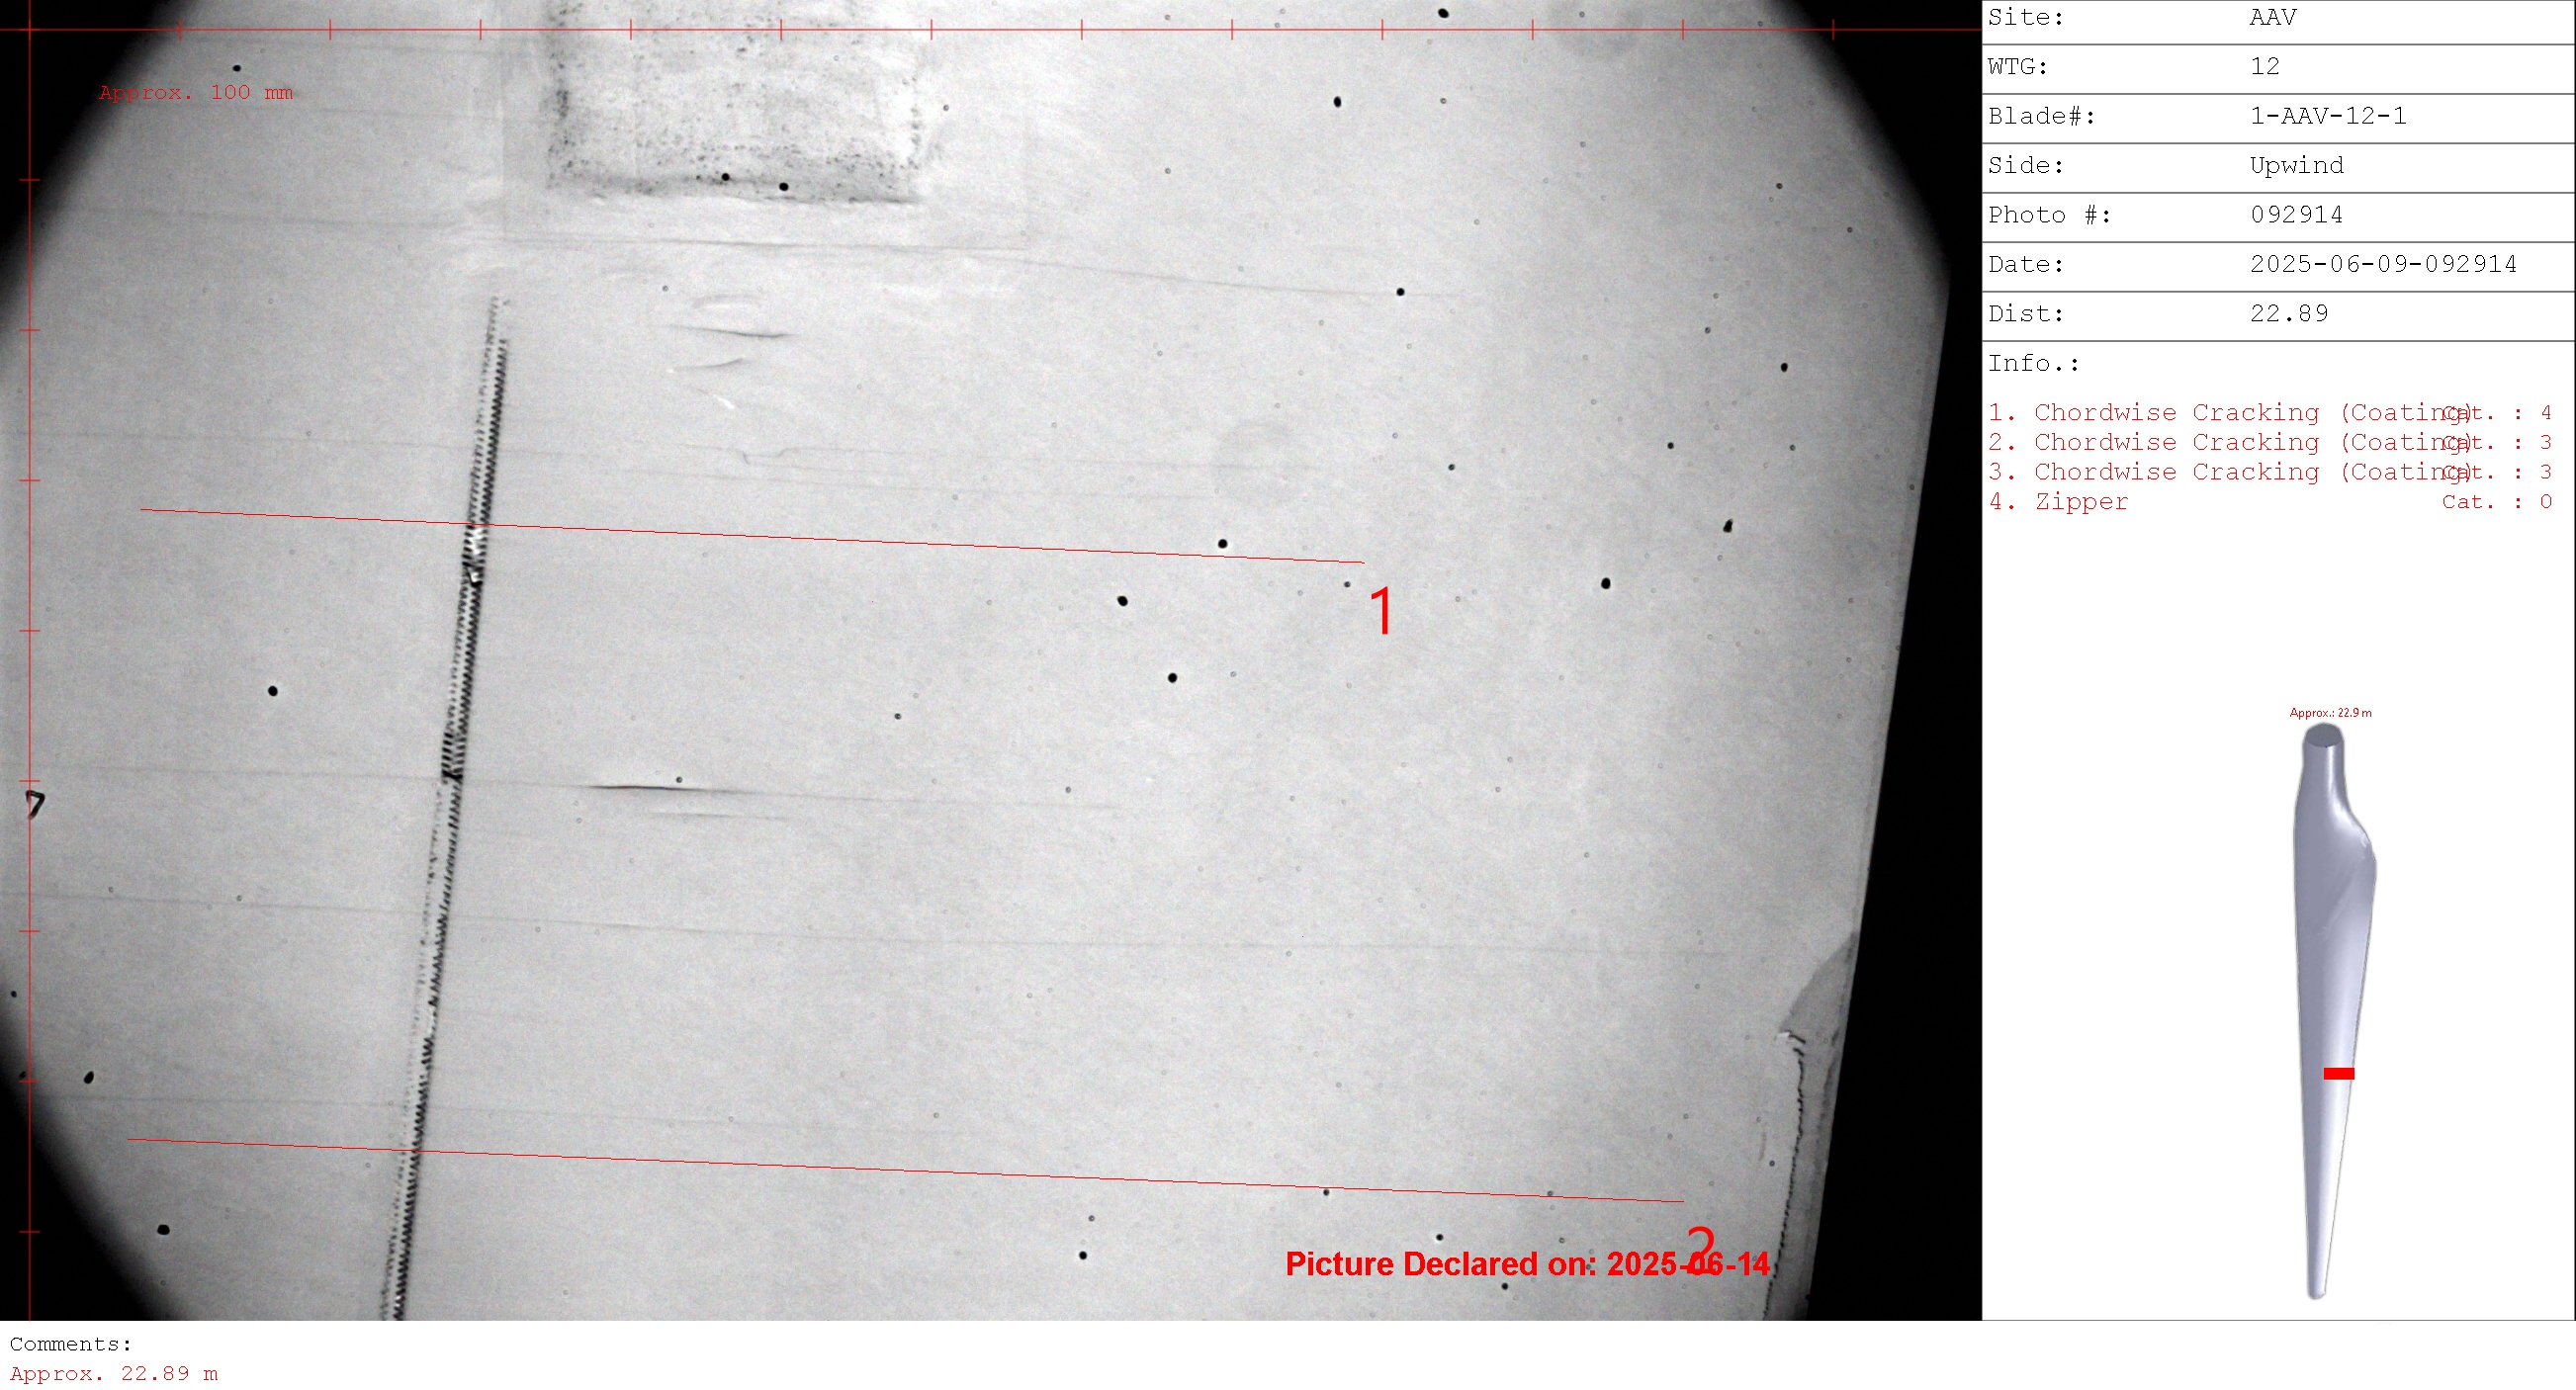 Approx. 100 mm
1
2
Picture Declared on: 2025-06-14
Site: AAV
WTG: 12
Blade#: 1-AAV-12-1
Side: Upwind
Photo #: 092914
Date: 2025-06-09-092914
Dist: 22.89
Info.:
1. Chordwise Cracking (Coating) Cat. : 4
2. Chordwise Cracking (Coating) Cat. : 3
3. Chordwise Cracking (Coating) Cat. : 3
4. Zipper Cat. : 0
Approx.: 22.9 m
Comments:
Approx. 22.89 m